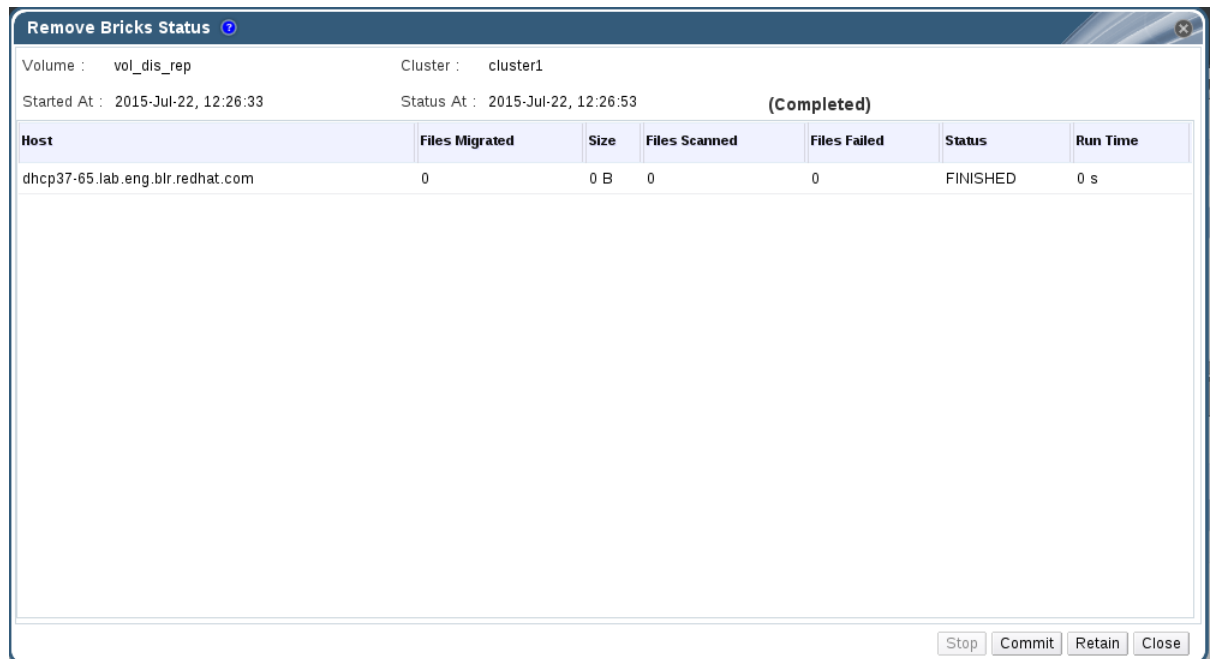 Remove Bricks Status ?
Volume : vol_dis_rep Cluster : cluster1
Started At : 2015-Jul-22, 12:26:33 Status At : 2015-Jul-22, 12:26:53 (Completed)
Host Files Migrated Size Files Scanned Files Failed Status Run Time
dhcp37-65.lab.eng.blr.redhat.com 0 0 B 0 0 FINISHED 0 s
Stop Commit Retain Close